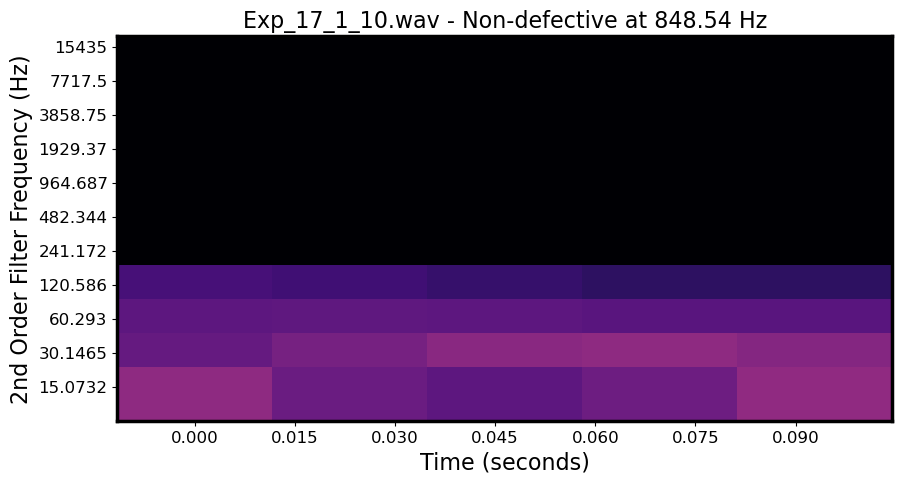 Exp_17_1_10.wav - Non-defective at 848.54 Hz
2nd Order Filter Frequency (Hz)
15435
7717.5
3858.75
1929.37
964.687
482.344
241.172
120.586
60.293
30.1465
15.0732
0.000 0.015 0.030 0.045 0.060 0.075 0.090
Time (seconds)